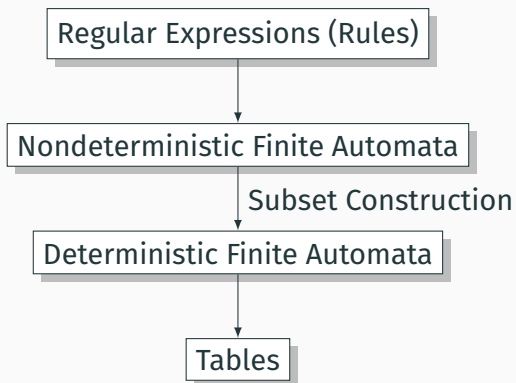 Regular Expressions (Rules)
Nondeterministic Finite Automata
Subset Construction
Deterministic Finite Automata
Tables